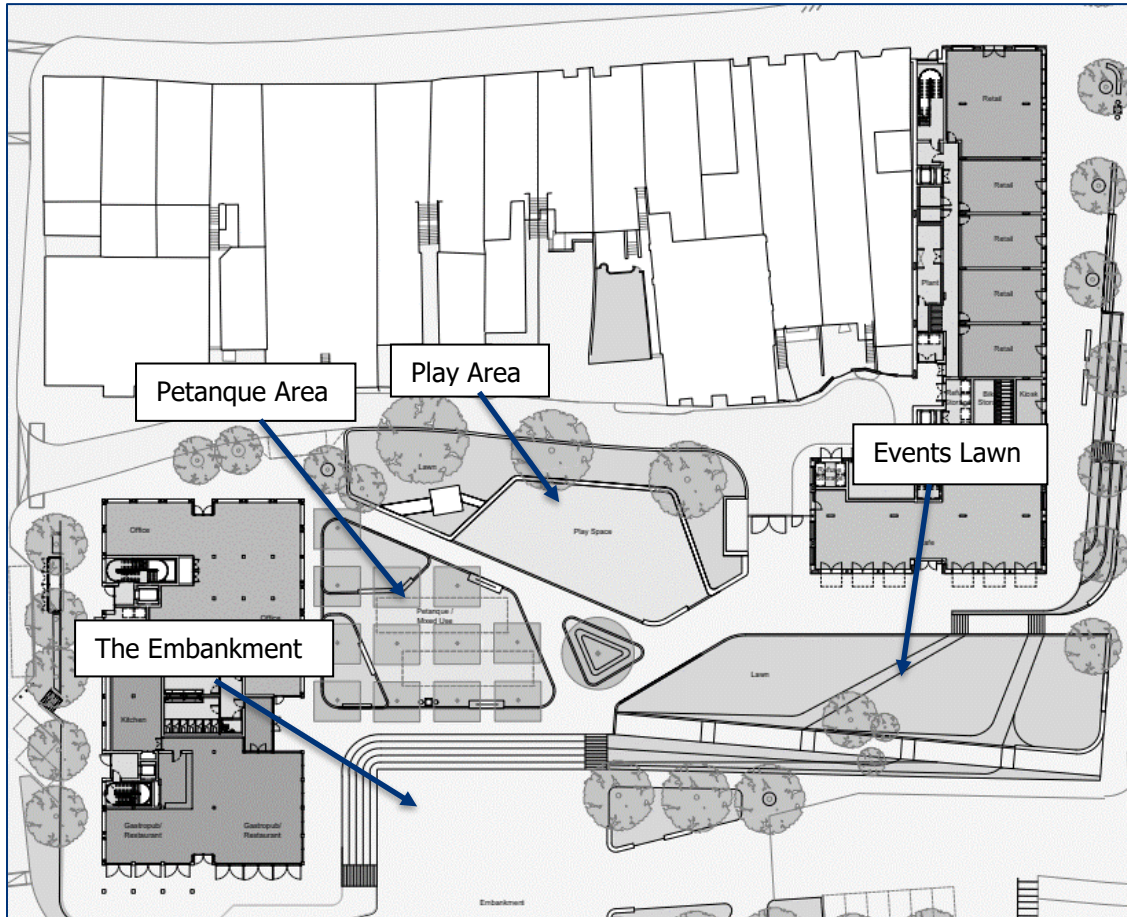 Retail
Retail
Retail
Plant
Retail
Retail
Kiosk
Petanque Area
Play Area
Events Lawn
Lawn
Office
Play Space
Office
Petanque /
Mixed Use
The Embankment
Lawn
Kitchen
Gastropub/
Restaurant
Gastropub/
Restaurant
Embankment